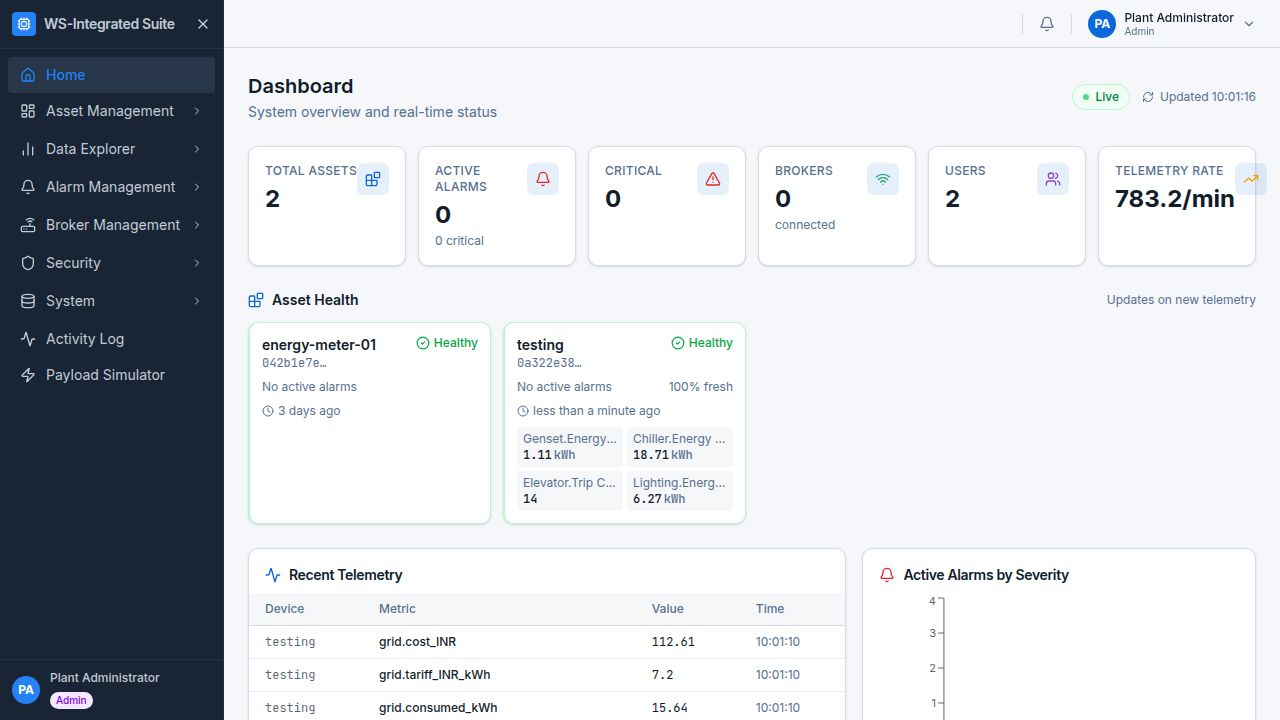 WS-Integrated Suite
Home
Asset Management
Data Explorer
Alarm Management
Broker Management
Security
System
Activity Log
Payload Simulator
PA
Plant Administrator
Admin
PA
Plant Administrator
Admin
Dashboard
System overview and real-time status
Live
Updated 10:01:16
TOTAL ASSETS
2
ACTIVE
ALARMS
0
0 critical
CRITICAL
0
BROKERS
0
connected
USERS
2
TELEMETRY RATE
783.2/min
Asset Health
Updates on new telemetry
energy-meter-01
Healthy
042b1e7e…
No active alarms
3 days ago
testing
Healthy
0a322e38…
No active alarms
100% fresh
less than a minute ago
Genset.Energy...
1.11 kWh
Chiller.Energy ...
18.71 kWh
Elevator.Trip C...
14
Lighting.Energ...
6.27 kWh
Recent Telemetry
Device Metric Value Time
testing grid.cost_INR 112.61 10:01:10
testing grid.tariff_INR_kWh 7.2 10:01:10
testing grid.consumed_kWh 15.64 10:01:10
Active Alarms by Severity
4
3
2
1